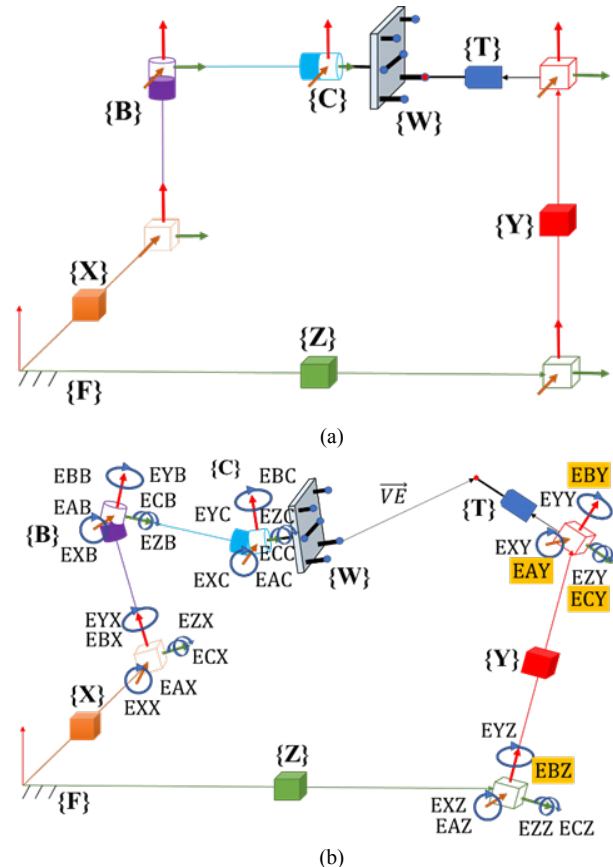 {B}
{C}
{T}
{W}
{X}
{Y}
{Z}
{F}
(a)
EBB
EYB
{C}
EBC
EAB
ECB
EYC
EZC
{B}
EXB
EZB
ECC
EXC
EAC
{W}
VE
{T}
EBY
EYY
EXY
EAY
EZY
ECY
EYX
EBX
EZX
ECX
{X}
EAX
EXX
{Y}
{Z}
EYZ
EBZ
{F}
EXZ
EAZ
EZZ ECZ
(b)